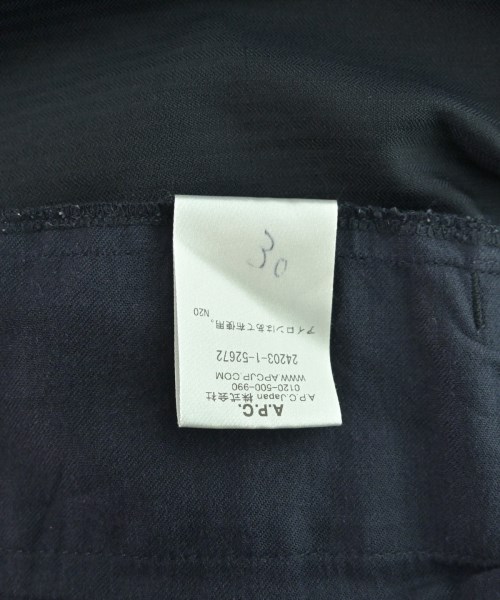 A.P.C.
A.P.C.Japan 株式会社
0120-500-990
WWW.APCJP.COM
24203-1-52672
アイロンはあて布使用。
N20
30